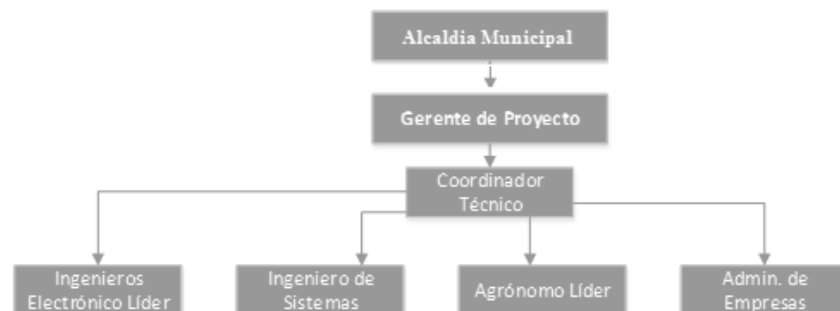 Alcaldia Municipal
Gerente de Proyecto
Coordinador
Técnico
Ingenieros
Electrónico Líder
Ingeniero de
Sistemas
Agrónomo Líder
Admin. de
Empresas